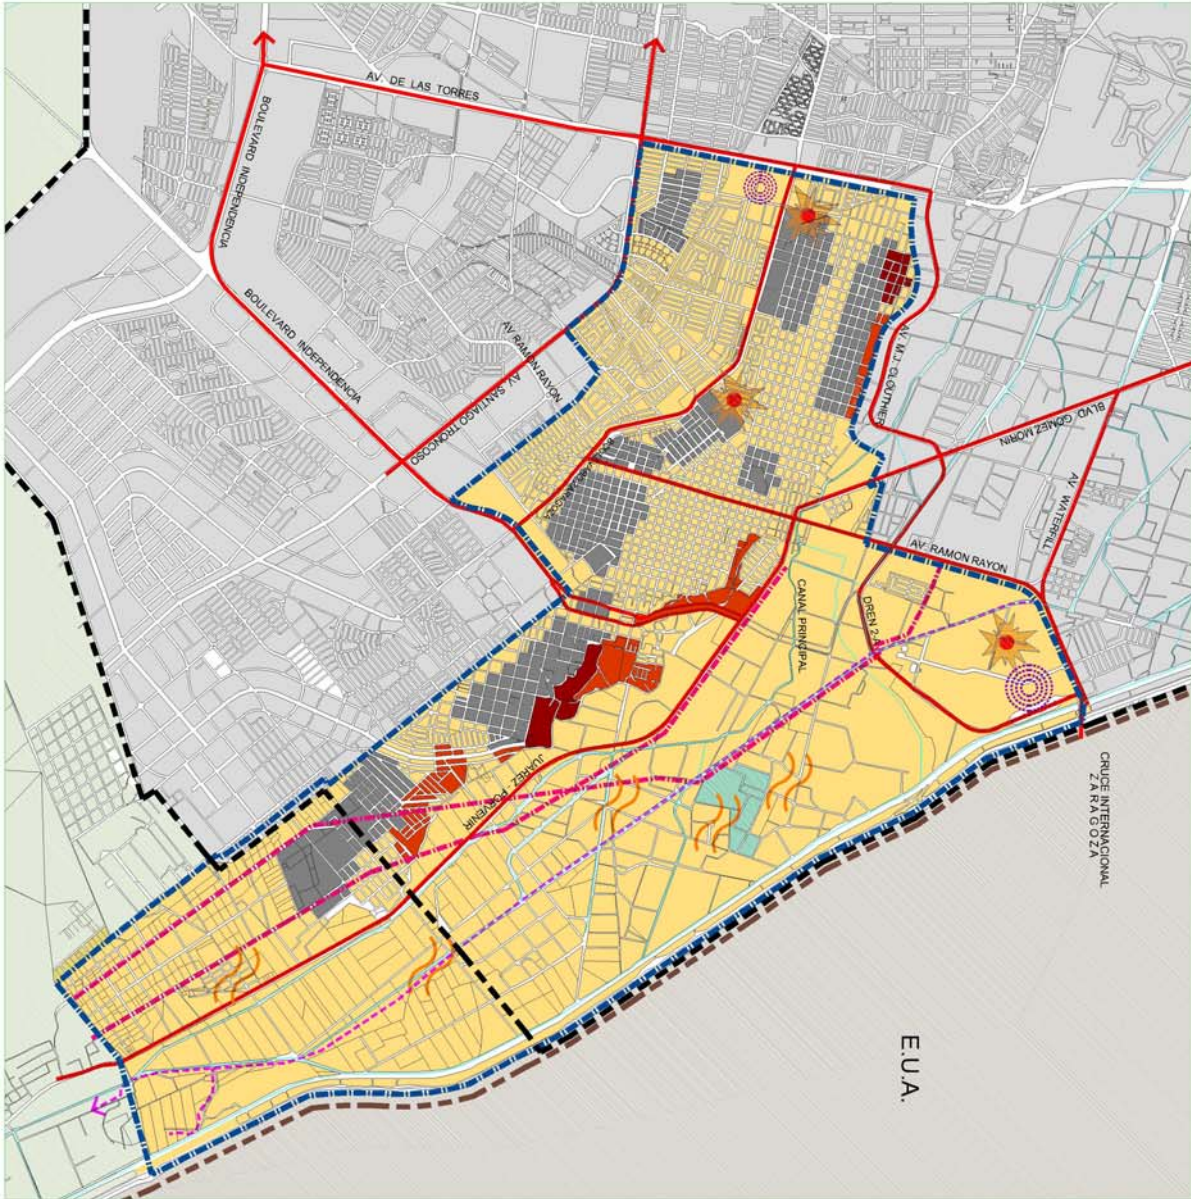 AV. DE LAS TORRES
BOULEVARD INDEPENDENCIA
BOULEVARD INDEPENDENCIA
AV RAMON RAYON
AV. SANTIAGO TRONCOSO
AV. M.J. CLOUTHIER
BLVD. GOMEZ MORIN
AV. WATERFILL
AV. RAMON RAYON
DREN 2-A
CANAL PRINCIPAL
JUAREZ PORVENIR
CRUCE INTERNACIONAL
ZARAGOZA
E.U.A.